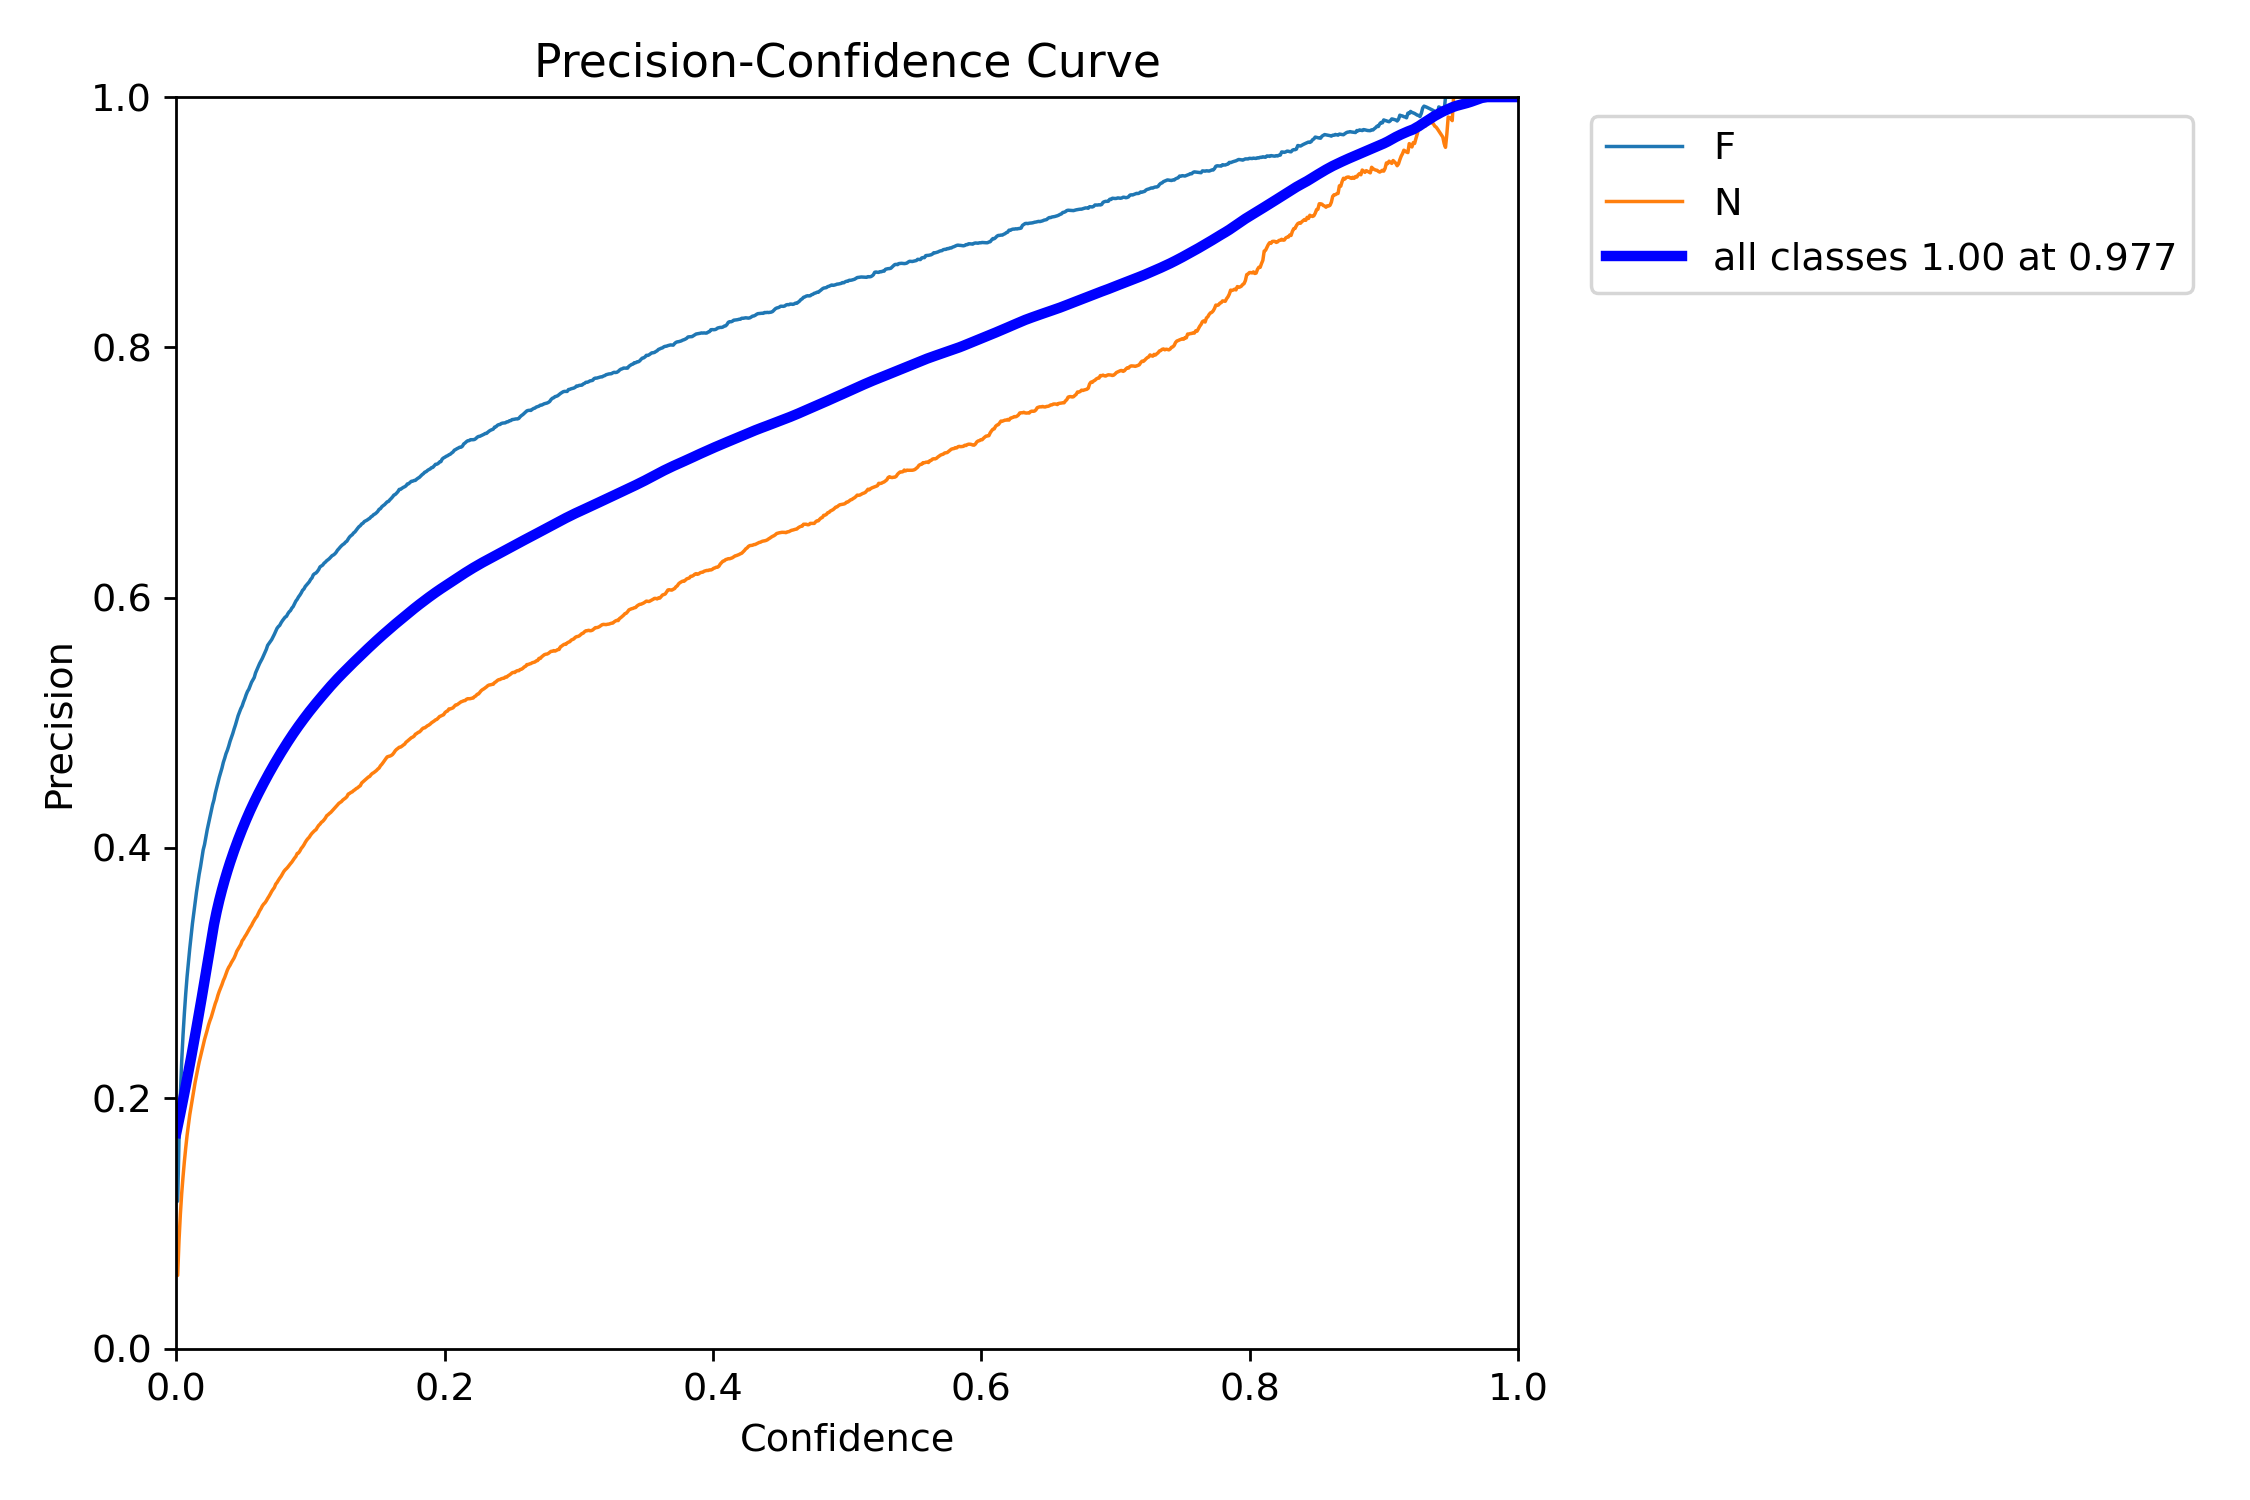 Precision-Confidence Curve
1.0
0.8
0.6
0.4
0.2
0.0
Precision
0.0 0.2 0.4 0.6 0.8 1.0
Confidence
F
N
all classes 1.00 at 0.977